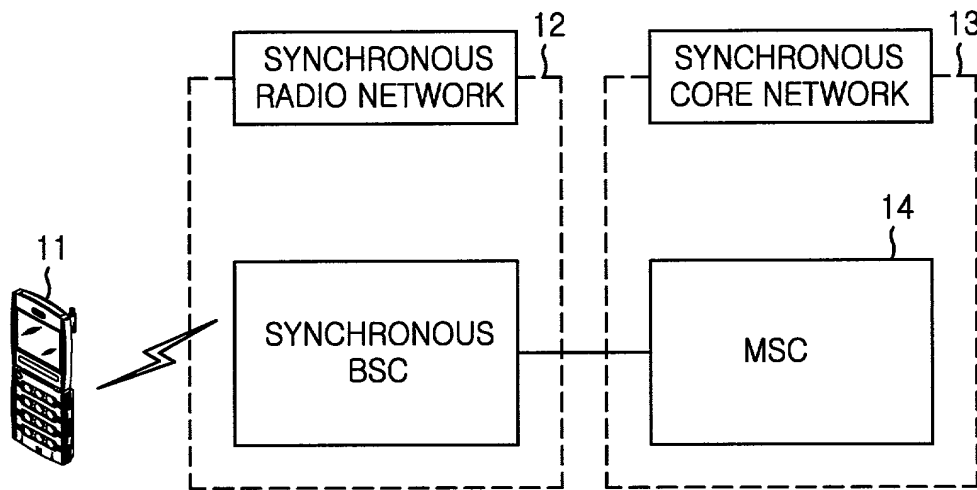 12
13
SYNCHRONOUS
RADIO NETWORK
SYNCHRONOUS
CORE NETWORK
14
11
SYNCHRONOUS
BSC
MSC